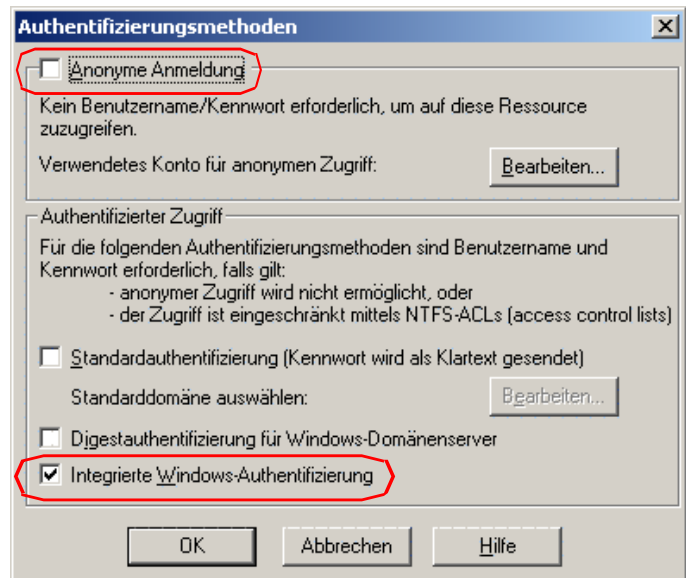 Authentifizierungsmethoden
Anonyme Anmeldung
Kein Benutzername/Kennwort erforderlich, um auf diese Ressource
zuzugreifen.
Verwendetes Konto für anonymen Zugriff:
Bearbeiten...
Authentifizierter Zugriff
Für die folgenden Authentifizierungsmethoden sind Benutzername und
Kennwort erforderlich, falls gilt:
- anonymer Zugriff wird nicht ermöglicht, oder
- der Zugriff ist eingeschränkt mittels NTFS-ACLs (access control lists)
Standardauthentifizierung (Kennwort wird als Klartext gesendet)
Standarddomäne auswählen:
Bearbeiten...
Digestauthentifizierung für Windows-Domänenserver
Integrierte Windows-Authentifizierung
OK
Abbrechen
Hilfe